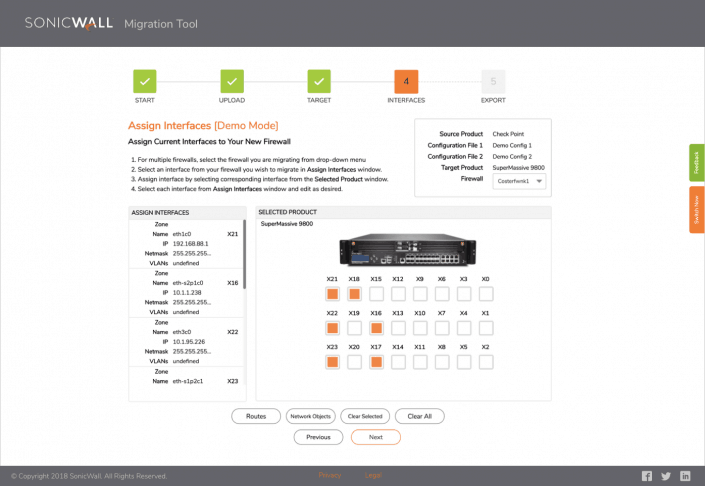 SONICWALL Migration Tool
4
5
START
UPLOAD
TARGET
INTERFACES
EXPORT
Assign Interfaces [Demo Mode]
Assign Current Interfaces to Your New Firewall
1. For multiple firewalls, select the firewall you are migrating from drop-down menu
2. Select an interface from your firewall you wish to migrate in Assign Interfaces window.
3. Assign interface by selecting corresponding interface from the Selected Product window.
4. Select each interface from Assign Interfaces window and edit as desired.
Source Product Check Point
Configuration File 1 Demo Config 1
Configuration File 2 Demo Config 2
Target Product SuperMassive 9800
Firewall Costerfwnk1
Feedback
Switch Now
ASSIGN INTERFACES
Zone
Name eth1c0 X21
IP 192.168.88.1
Netmask 255.255.255...
VLANs undefined
Zone
Name eth-s2p1c0 X16
IP 10.1.1.238
Netmask 255.255.255...
VLANs undefined
Zone
Name eth3c0 X22
IP 10.1.95.226
Netmask 255.255.255...
VLANs undefined
Zone
Name eth-s1p2c1 X23
SELECTED PRODUCT
SuperMassive 9800
X21 X18 X15 X12 X9 X6 X3 X0
X22 X19 X16 X13 X10 X7 X4 X1
X23 X20 X17 X14 X11 X8 X5 X2
Routes
Network Objects
Clear Selected
Clear All
Previous
Next
© Copyright 2018 SonicWall. All Rights Reserved.
Privacy
Legal